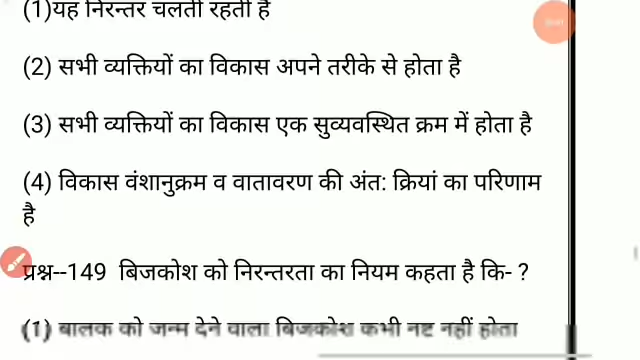 (1)यह निरन्तर चलती रहती है
(2) सभी व्यक्तियों का विकास अपने तरीके से होता है
(3) सभी व्यक्तियों का विकास एक सुव्यवस्थित क्रम में होता है
(4) विकास वंशानुक्रम व वातावरण की अंत: क्रियां का परिणाम
है
प्रश्न--149 बिजकोश को निरन्तरता का नियम कहता है कि- ?
(1) बालक को जन्म देने वाला बिजकोश कभी नष्ट नहीं होता